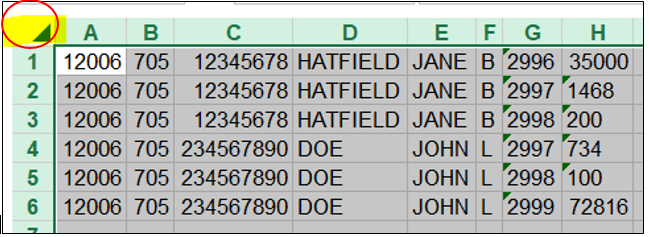 A B C D E F G H
1 12006 705 12345678 HATFIELD JANE B 2996 35000
2 12006 705 12345678 HATFIELD JANE B 2997 1468
3 12006 705 12345678 HATFIELD JANE B 2998 200
4 12006 705 234567890 DOE JOHN L 2997 734
5 12006 705 234567890 DOE JOHN L 2998 100
6 12006 705 234567890 DOE JOHN L 2999 72816